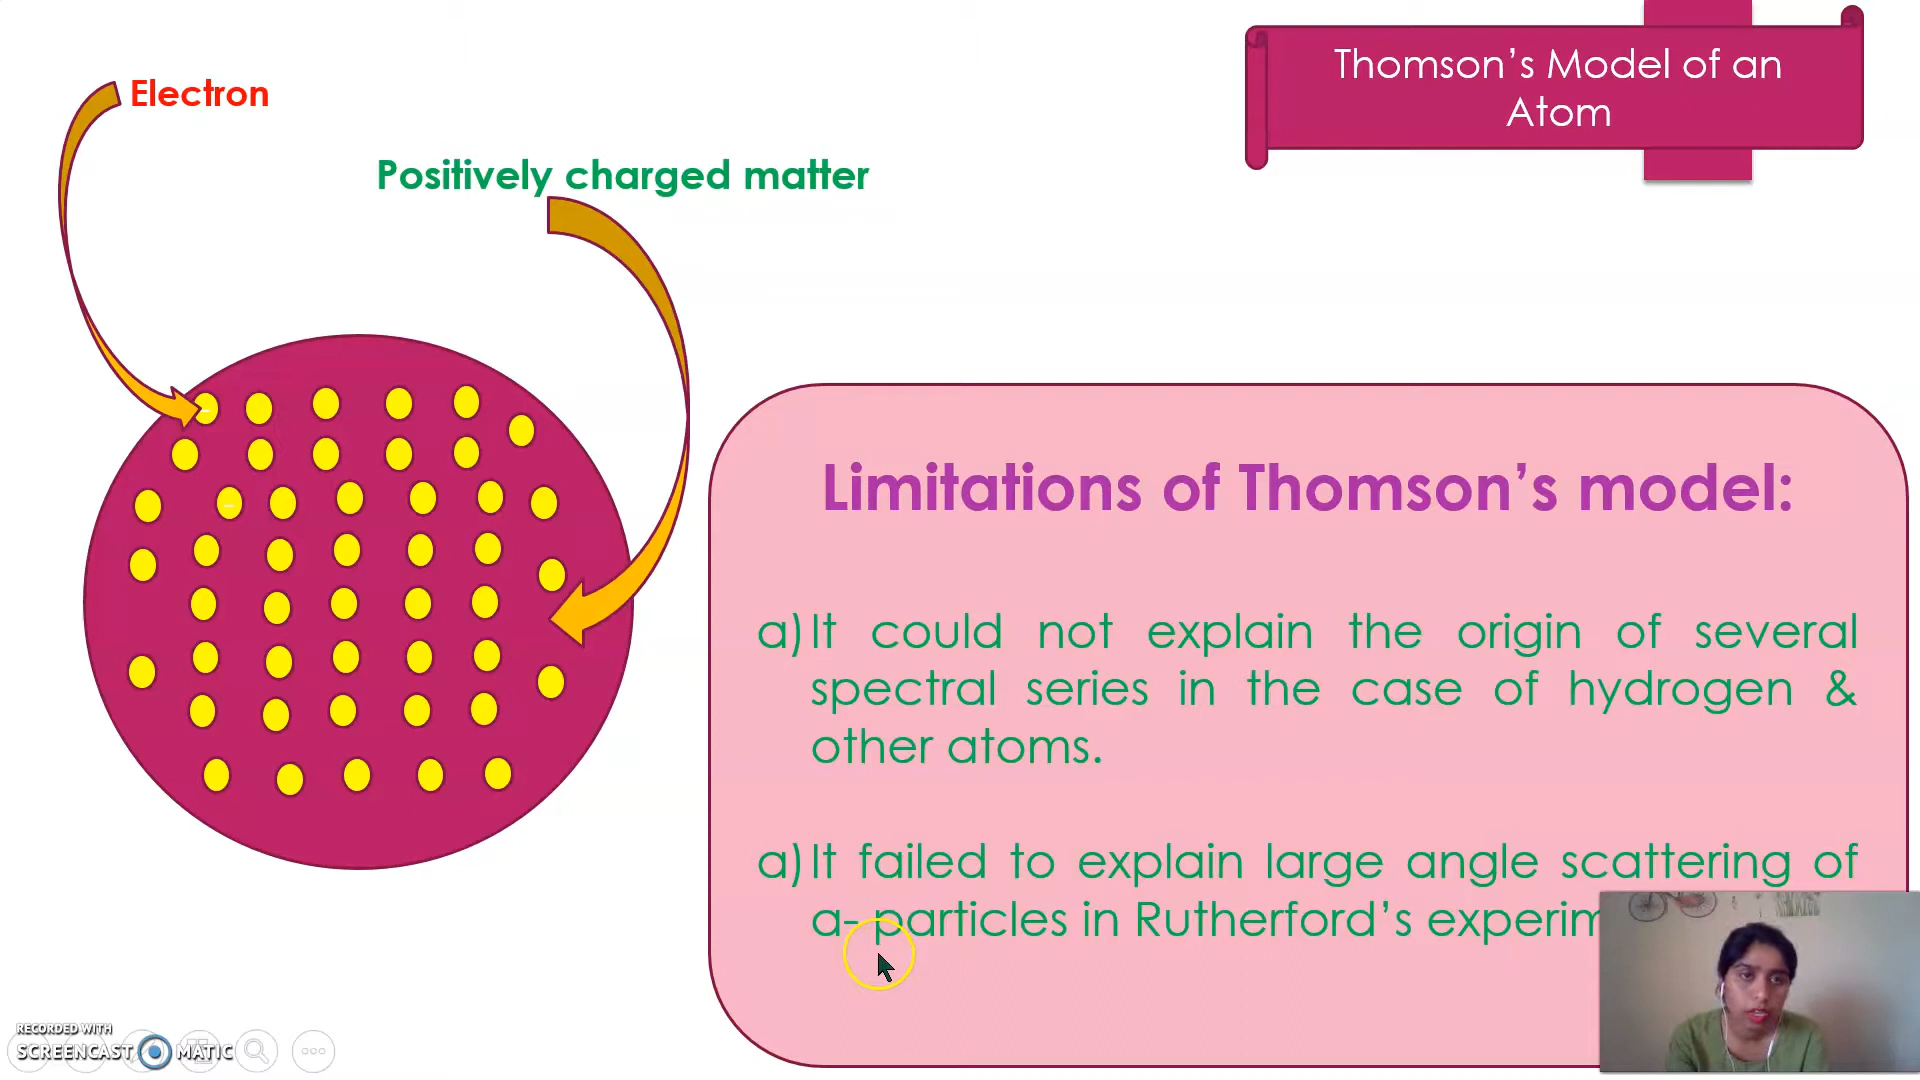 Thomson's Model of an
Atom
Electron
Positively charged matter
Limitations of Thomson's model:
a) It could not explain the origin of several
spectral series in the case of hydrogen &
other atoms.
a) It failed to explain large angle scattering of
a- particles in Rutherford's
RECORDED WITH
SCREENCAST MATIC